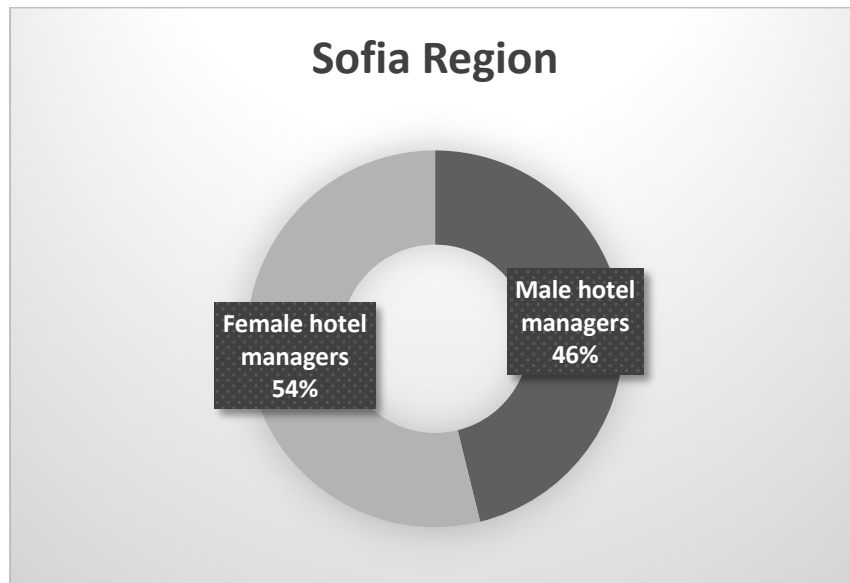 Sofia Region
Male hotel
managers
46%
Female hotel
managers
54%